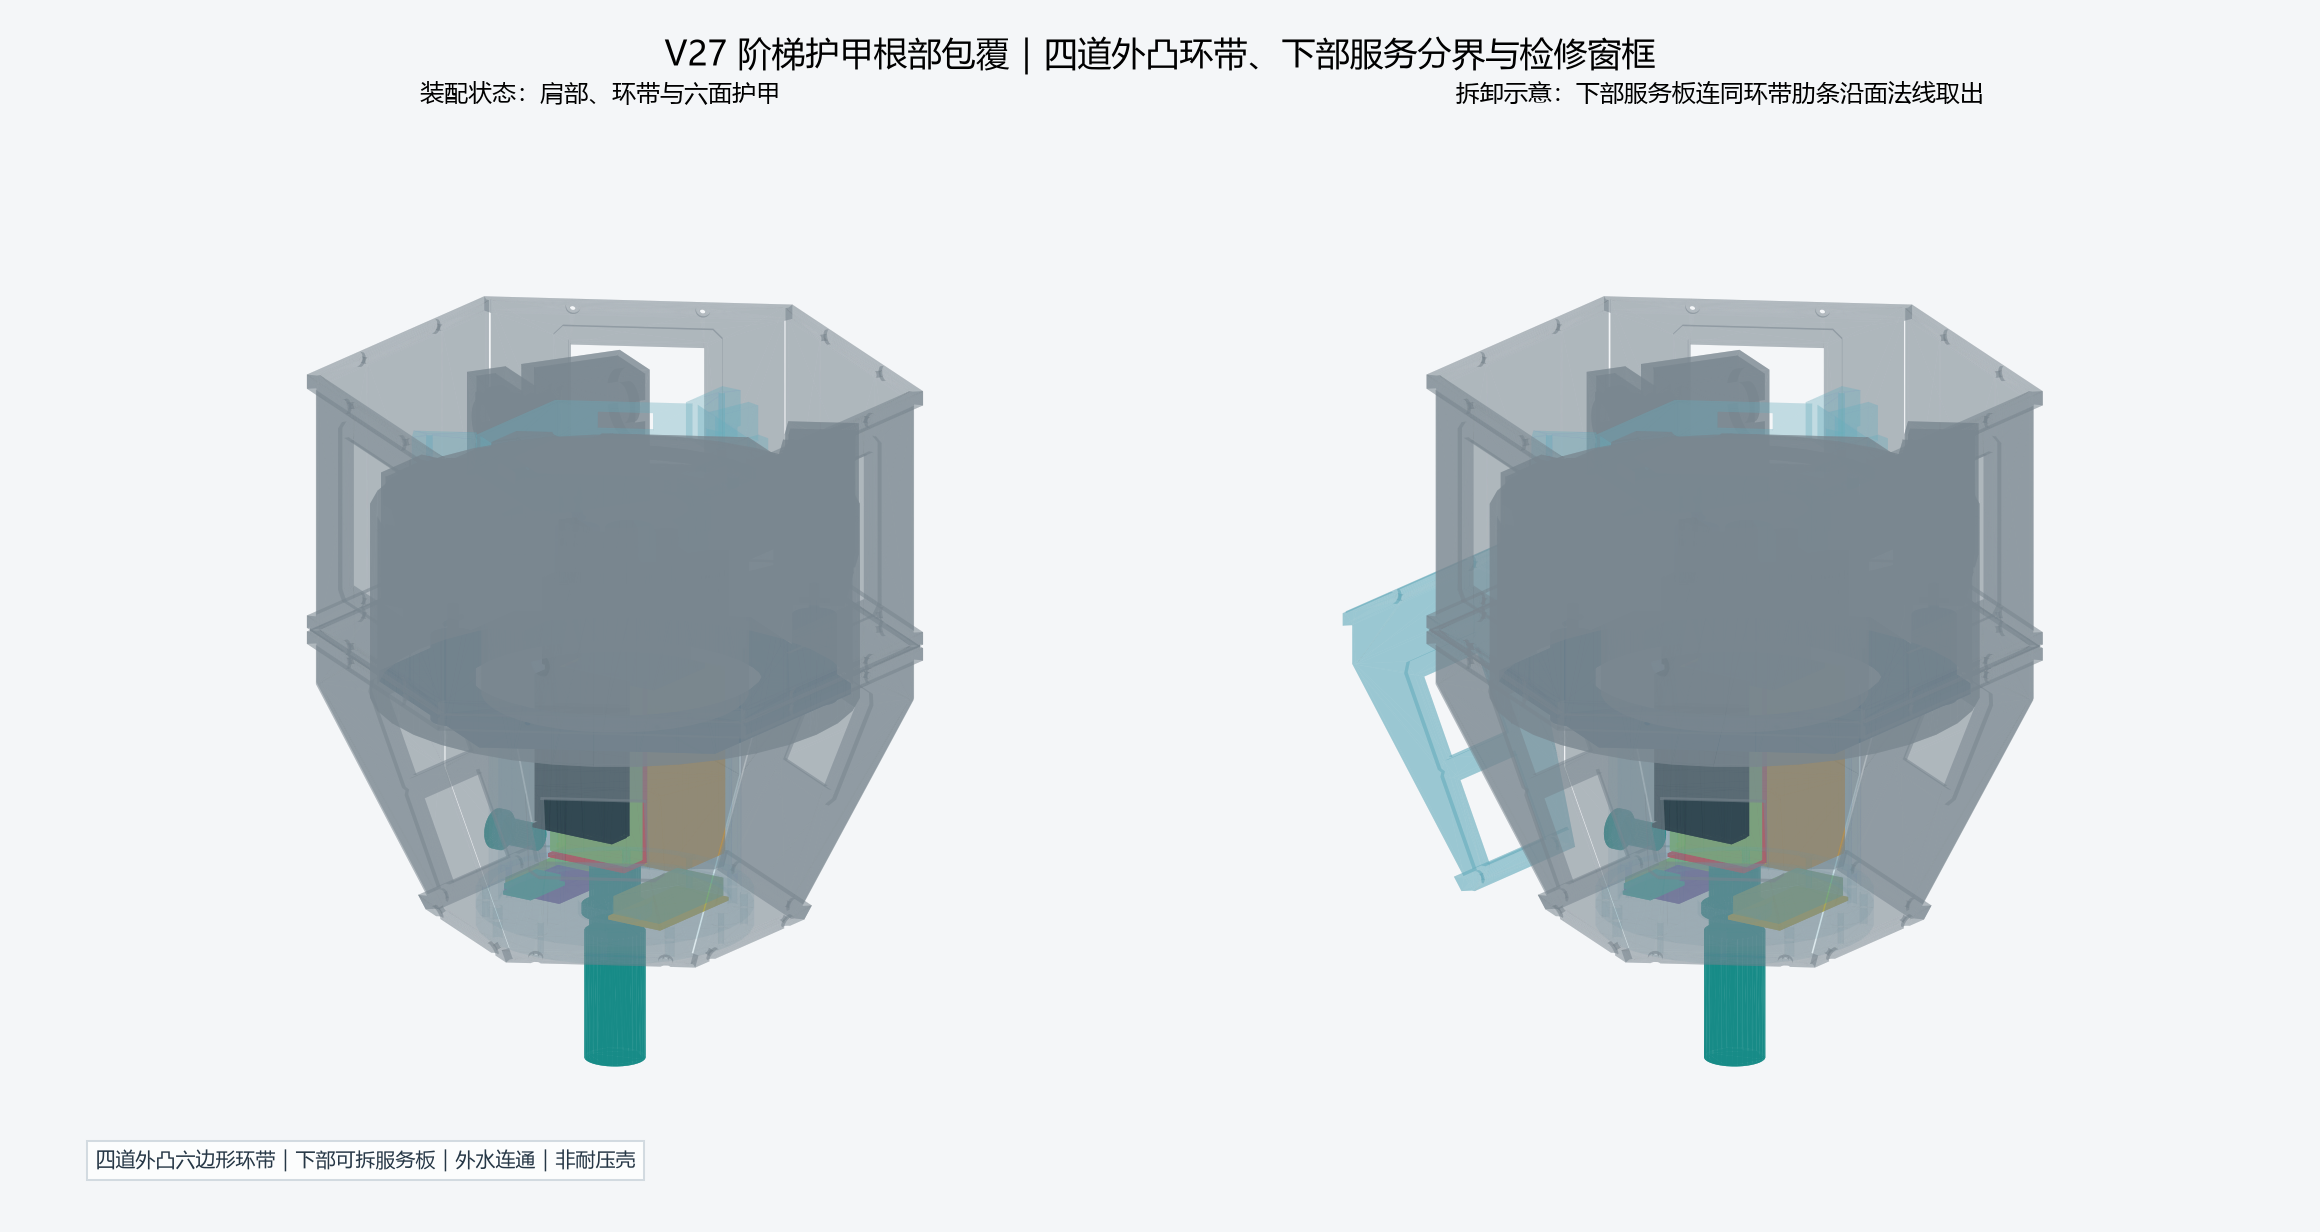 V27 阶梯护甲根部包覆｜四道外凸环带、下部服务分界与检修窗框
装配状态：肩部、环带与六面护甲
拆卸示意：下部服务板连同环带肋条沿面法线取出
四道外凸六边形环带｜下部可拆服务板｜外水连通｜非耐压壳